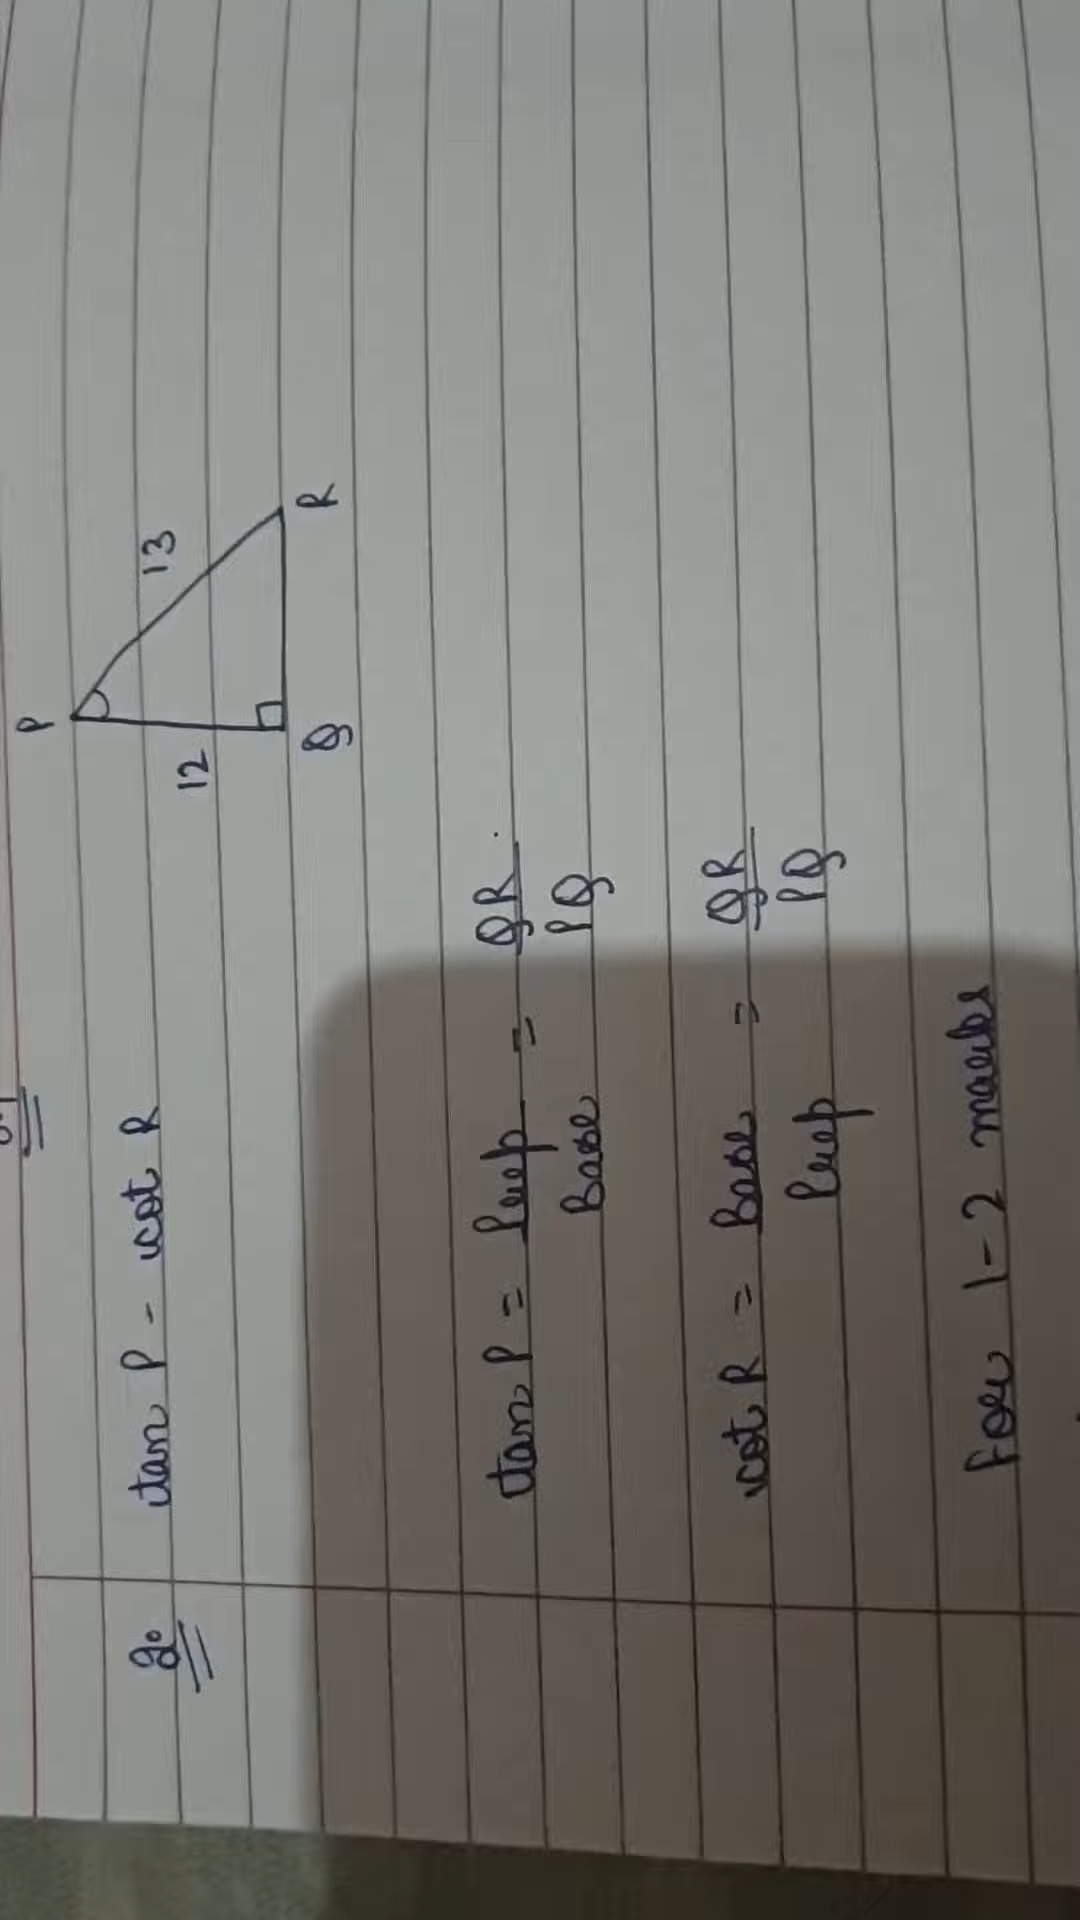 Q. tan P - cot R
P
12
13
Q
R
tan P = Perp = QR
Base PQ
cot R = Base = QR
Perp PQ
For 1-2 marks